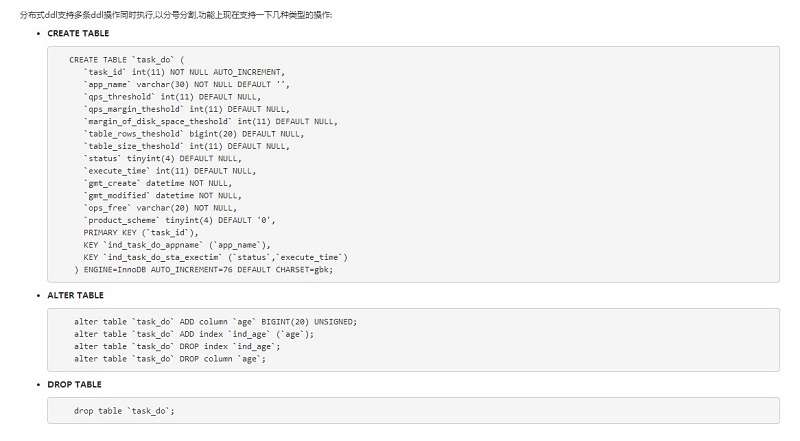 分布式ddl支持多条ddl操作同时执行,以分号分割,功能上现在支持一下几种类型的操作:
• CREATE TABLE
CREATE TABLE `task_do` (
`task_id` int(11) NOT NULL AUTO_INCREMENT,
`app_name` varchar(30) NOT NULL DEFAULT '',
`qps_threshold` int(11) DEFAULT NULL,
`qps_margin_theshold` int(11) DEFAULT NULL,
`margin_of_disk_space_theshold` int(11) DEFAULT NULL,
`table_rows_theshold` bigint(20) DEFAULT NULL,
`table_size_theshold` int(11) DEFAULT NULL,
`status` tinyint(4) DEFAULT NULL,
`execute_time` int(11) DEFAULT NULL,
`gmt_create` datetime NOT NULL,
`gmt_modified` datetime NOT NULL,
`ops_free` varchar(20) NOT NULL,
`product_scheme` tinyint(4) DEFAULT '0',
PRIMARY KEY (`task_id`),
KEY `ind_task_do_appname` (`app_name`),
KEY `ind_task_do_sta_exectim` (`status`,`execute_time`)
) ENGINE=InnoDB AUTO_INCREMENT=76 DEFAULT CHARSET=gbk;
• ALTER TABLE
alter table `task_do` ADD column `age` BIGINT(20) UNSIGNED;
alter table `task_do` ADD index `ind_age` (`age`);
alter table `task_do` DROP index `ind_age`;
alter table `task_do` DROP column `age`;
• DROP TABLE
drop table `task_do`;